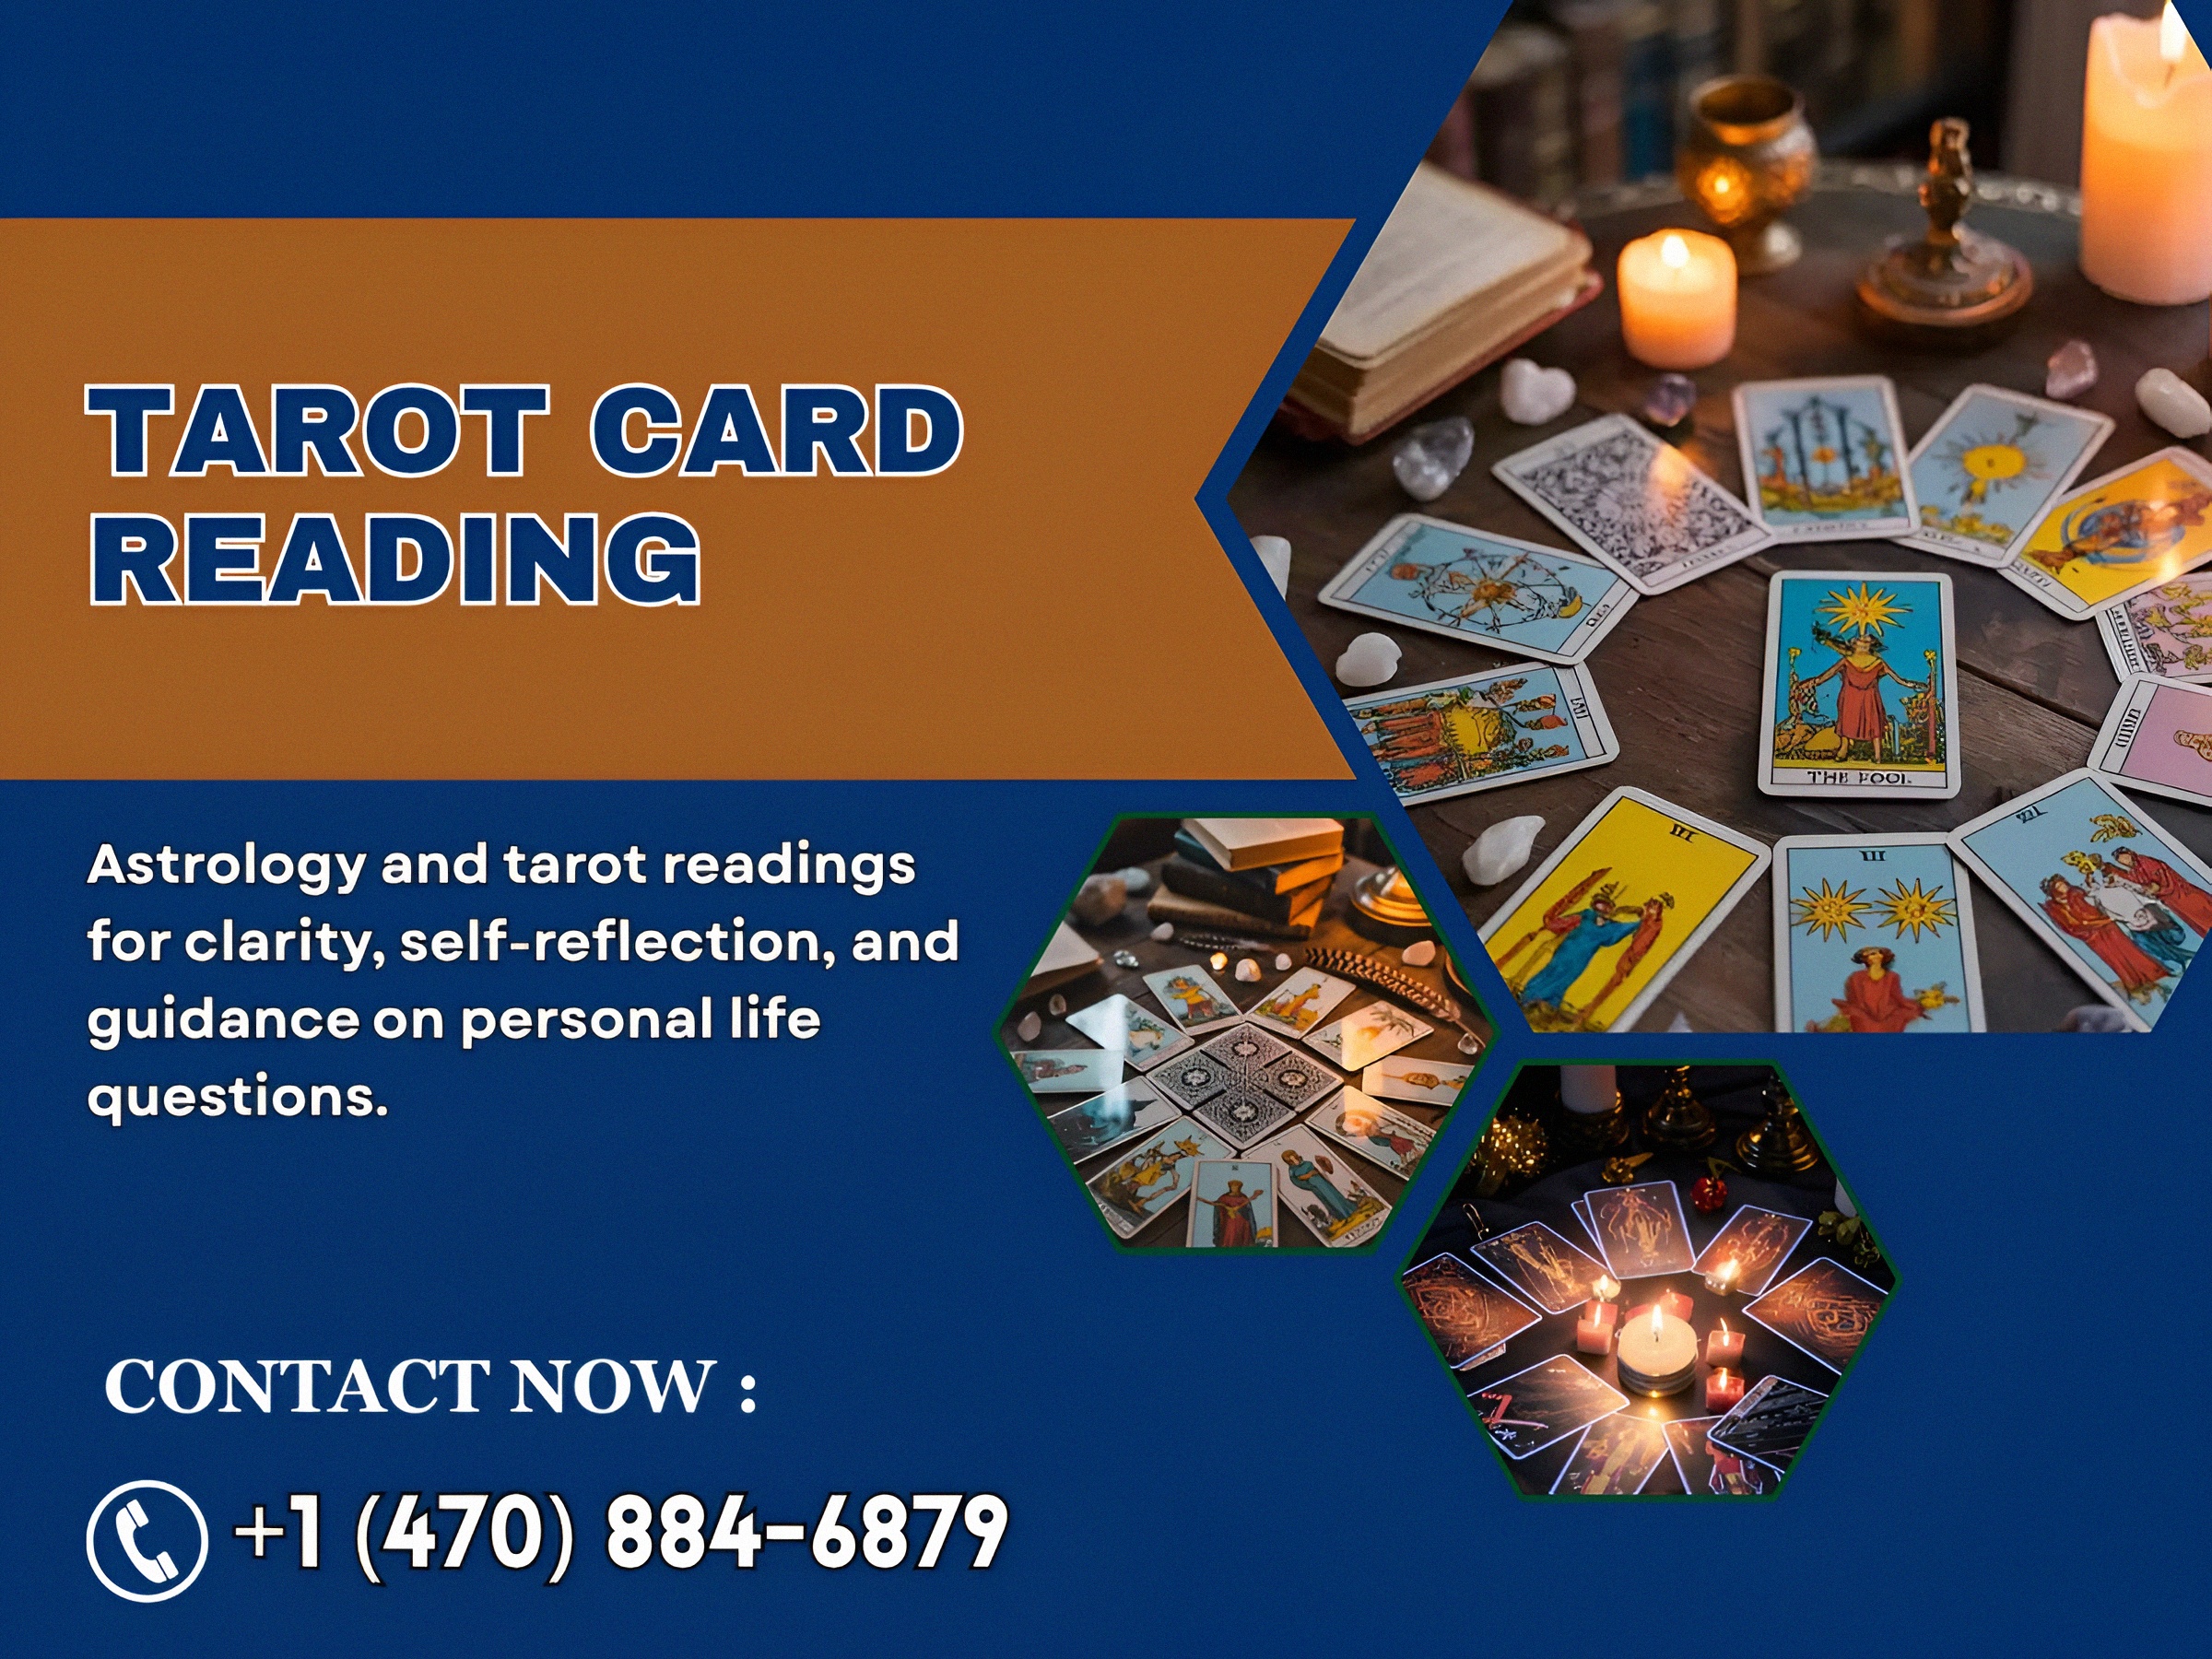 TAROT CARD
READING
Astrology and tarot readings
for clarity, self-reflection, and
guidance on personal life
questions.
CONTACT NOW :
+1 (470) 884-6879
THE FOOL.
III